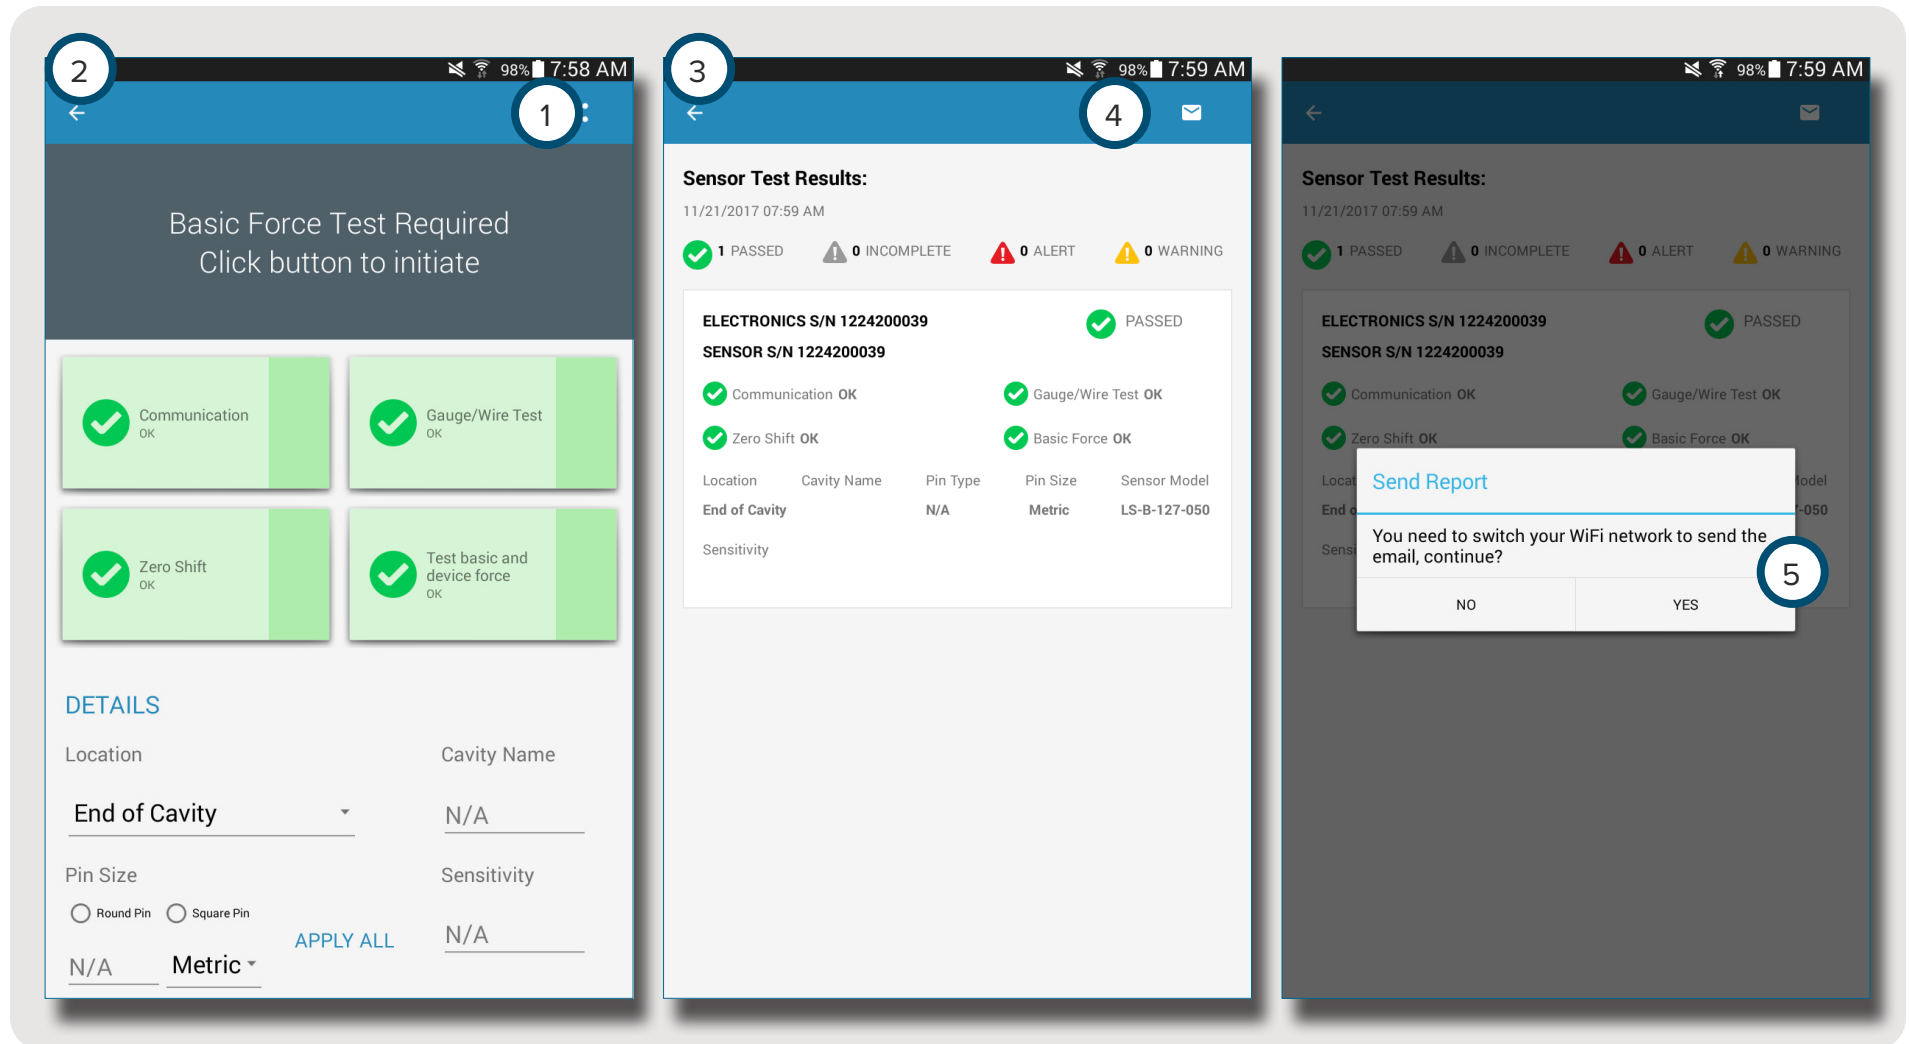 2
98% 7:58 AM
1
Basic Force Test Required
Click button to initiate
Communication
OK
Gauge/Wire Test
OK
Zero Shift
OK
Test basic and
device force
OK
DETAILS
Location
Cavity Name
End of Cavity
N/A
Pin Size
Sensitivity
Round Pin Square Pin
APPLY ALL
N/A
N/A Metric
3
98% 7:59 AM
4
Sensor Test Results:
11/21/2017 07:59 AM
1 PASSED 0 INCOMPLETE 0 ALERT 0 WARNING
ELECTRONICS S/N 1224200039 PASSED
SENSOR S/N 1224200039
Communication OK Gauge/Wire Test OK
Zero Shift OK Basic Force OK
Location Cavity Name Pin Type Pin Size Sensor Model
End of Cavity N/A Metric LS-B-127-050
Sensitivity
98% 7:59 AM
Sensor Test Results:
11/21/2017 07:59 AM
1 PASSED 0 INCOMPLETE 0 ALERT 0 WARNING
ELECTRONICS S/N 1224200039 PASSED
SENSOR S/N 1224200039
Communication OK Gauge/Wire Test OK
Zero Shift OK Basic Force OK
Send Report
You need to switch your WiFi network to send the
email, continue?
5
NO YES